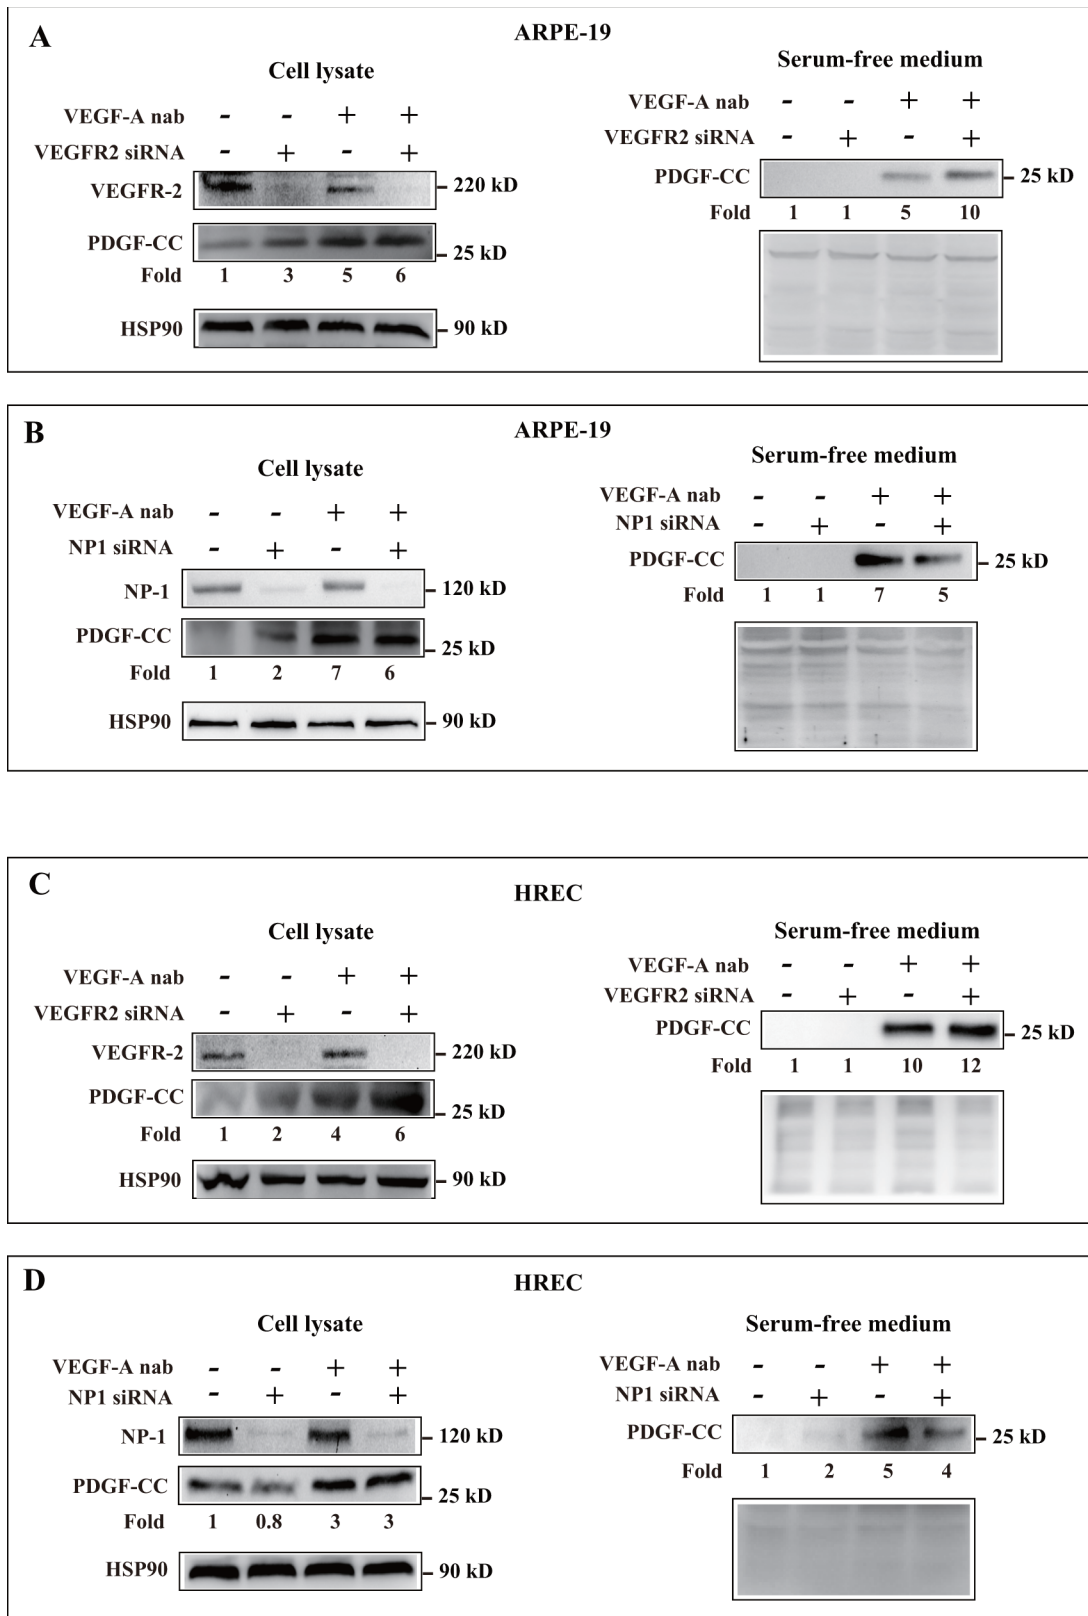 A
ARPE-19
Cell lysate
VEGF-A nab - - + +
VEGFR2 siRNA - + - +
VEGFR-2 220 kD
PDGF-CC 25 kD
Fold 1 3 5 6
HSP90 90 kD
Serum-free medium
VEGF-A nab - - + +
VEGFR2 siRNA - + - +
PDGF-CC 25 kD
Fold 1 1 5 10
B
ARPE-19
Cell lysate
VEGF-A nab - - + +
NP1 siRNA - + - +
NP-1 120 kD
PDGF-CC 25 kD
Fold 1 2 7 6
HSP90 90 kD
Serum-free medium
VEGF-A nab - - + +
NP1 siRNA - + - +
PDGF-CC 25 kD
Fold 1 1 7 5
C
HREC
Cell lysate
VEGF-A nab - - + +
VEGFR2 siRNA - + - +
VEGFR-2 220 kD
PDGF-CC 25 kD
Fold 1 2 4 6
HSP90 90 kD
Serum-free medium
VEGF-A nab - - + +
VEGFR2 siRNA - + - +
PDGF-CC 25 kD
Fold 1 1 10 12
D
HREC
Cell lysate
VEGF-A nab - - + +
NP1 siRNA - + - +
NP-1 120 kD
PDGF-CC 25 kD
Fold 1 0.8 3 3
HSP90 90 kD
Serum-free medium
VEGF-A nab - - + +
NP1 siRNA - + - +
PDGF-CC 25 kD
Fold 1 2 5 4